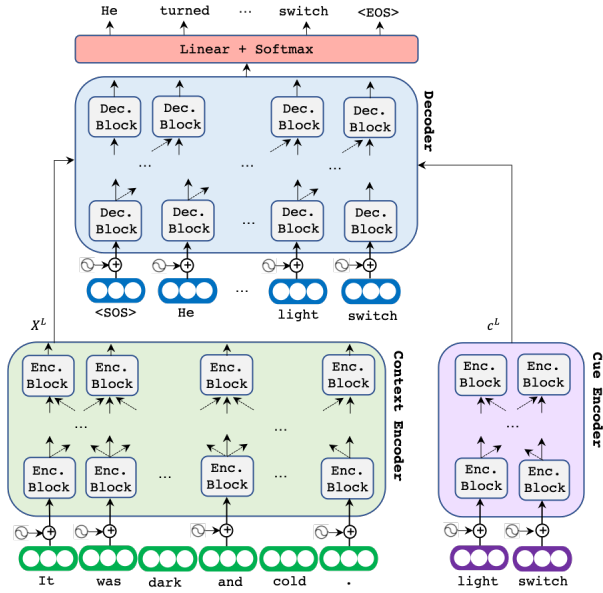 He turned ... switch <EOS>
Linear + Softmax
Dec. Block Dec. Block Dec. Block Dec. Block
... ... ...
Dec. Block Dec. Block ... Dec. Block Dec. Block
Decoder
<SOS> He ... light switch
X^L
c^L
Enc. Block Enc. Block Enc. Block Enc. Block
... ...
Enc. Block Enc. Block ... Enc. Block ... Enc. Block
Context Encoder
It was dark and cold .
Enc. Block Enc. Block
...
Enc. Block Enc. Block
Cue Encoder
light switch